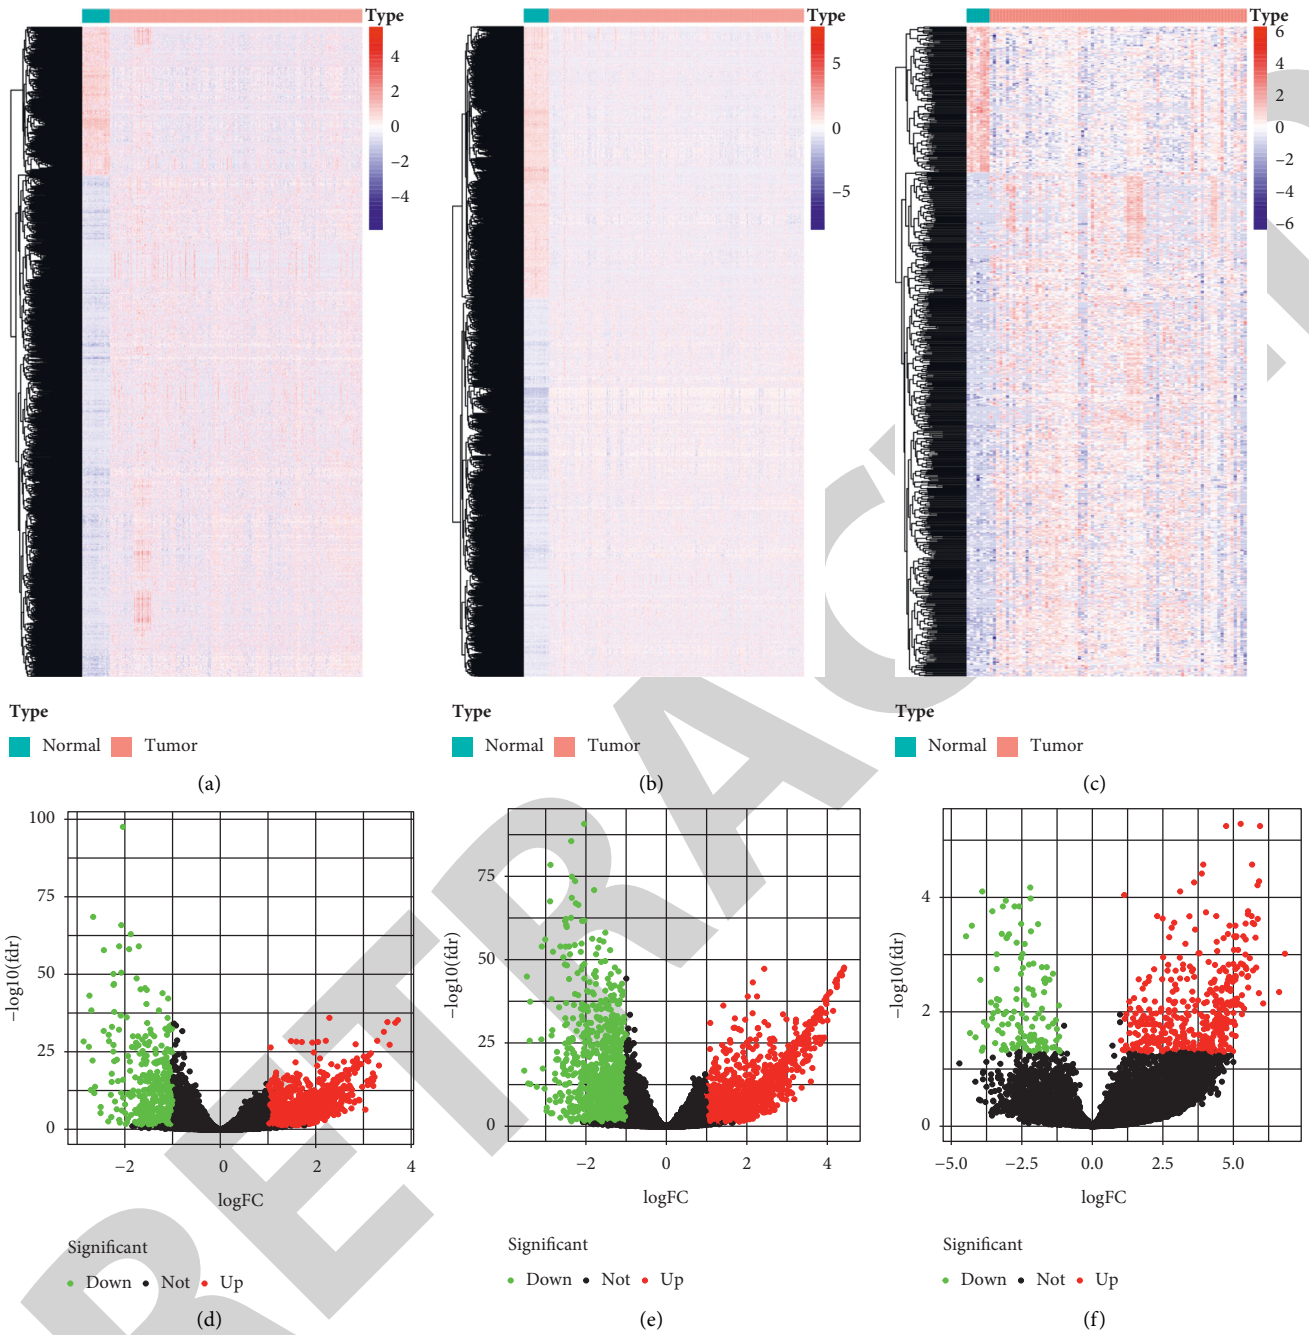 Type
4
2
0
−2
−4
Type
Normal
Tumor
(a)
Type
5
0
−5
Type
Normal
Tumor
(b)
Type
6
4
2
0
−2
−4
−6
Type
Normal
Tumor
(c)
100
75
50
25
0
−log10(fdr)
−2
0
2
4
logFC
Significant
Down
Not
Up
(d)
75
50
25
0
−log10(fdr)
−2
0
2
4
logFC
Significant
Down
Not
Up
(e)
4
2
0
−log10(fdr)
−5.0
−2.5
0.0
2.5
5.0
logFC
Significant
Down
Not
Up
(f)
RETRACT